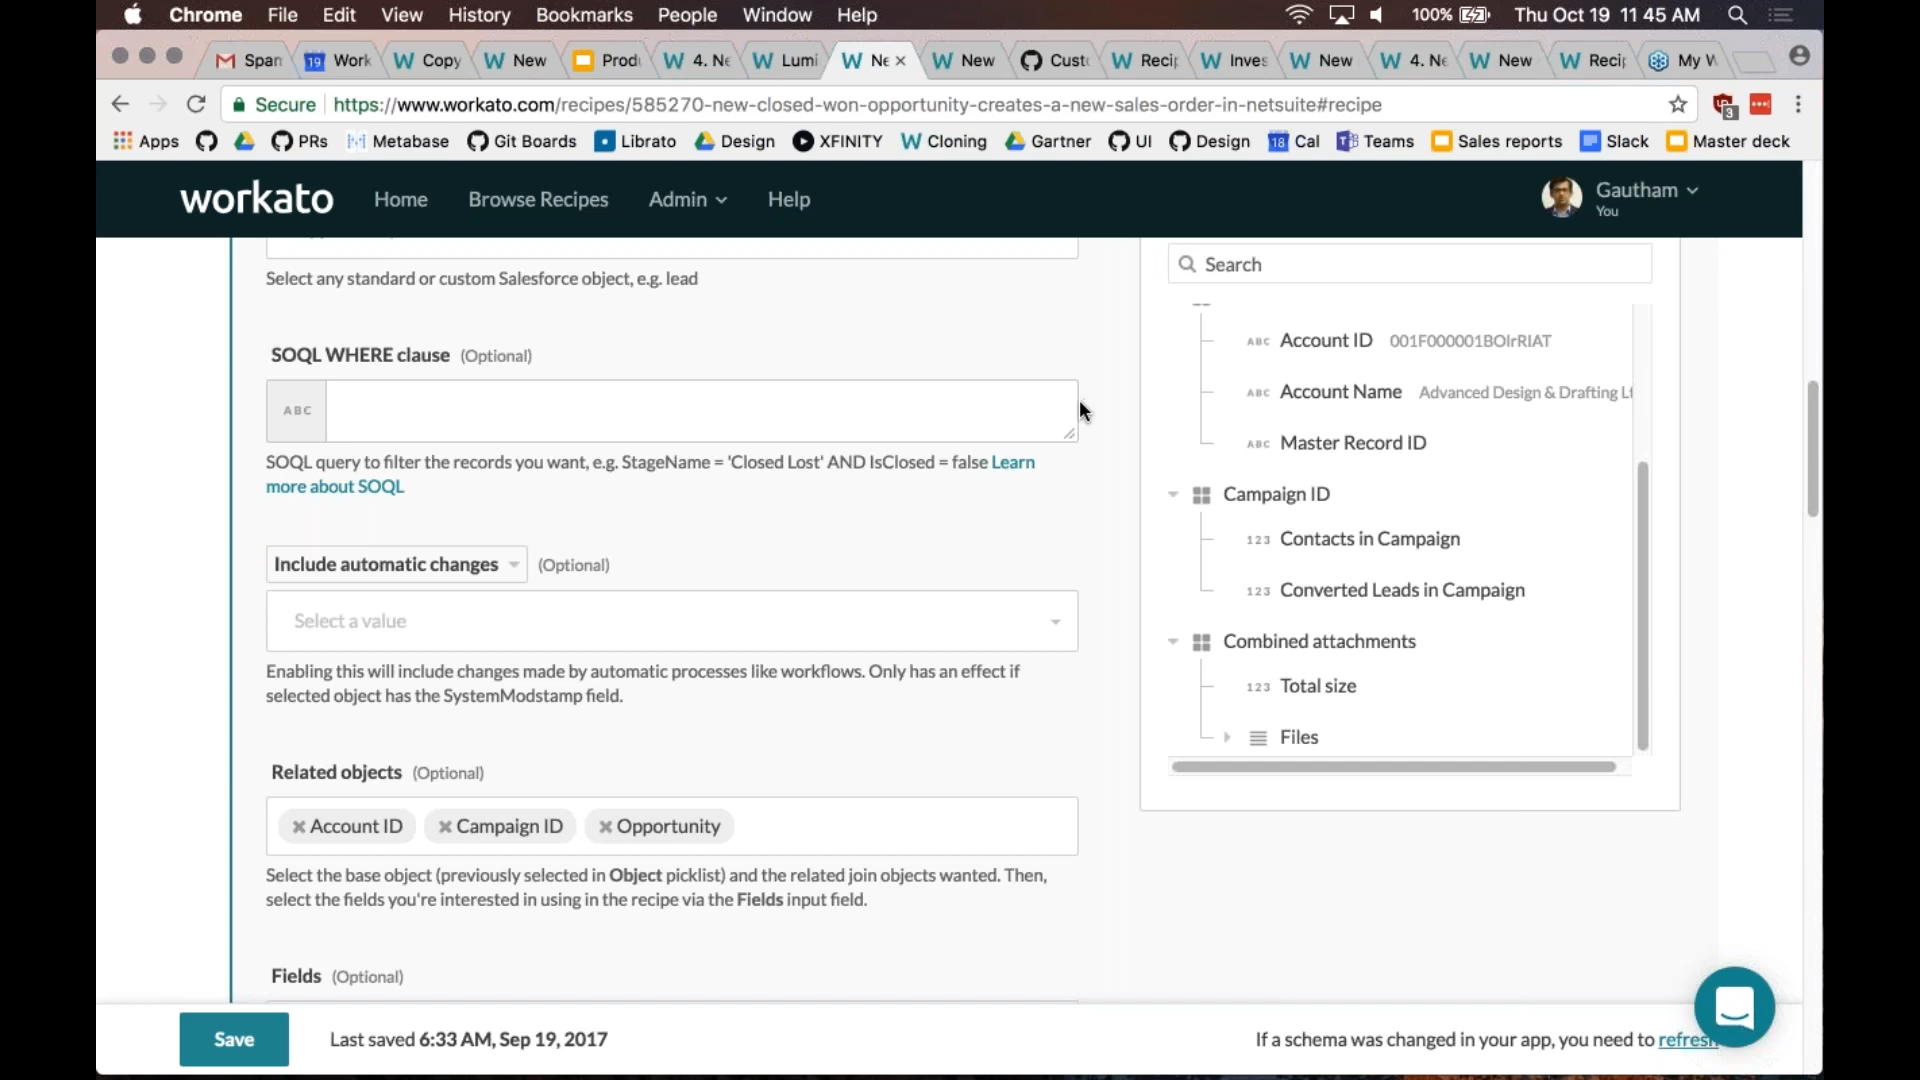 Chrome File Edit View History Bookmarks People Window Help 100% Thu Oct 19 11 45 AM
Span 19 Work Copy New Prod 4. Ne Lumi Ne New Cust Recip Inves New 4. Ne New Recip My W
Secure https://www.workato.com/recipes/585270-new-closed-won-opportunity-creates-a-new-sales-order-in-netsuite#recipe 3
Apps PRs Metabase Git Boards Librato Design XFINITY Cloning Gartner UI Design 18 Cal Teams Sales reports Slack Master deck
workato Home Browse Recipes Admin Help Gautham
You
Select any standard or custom Salesforce object, e.g. lead
SOQL WHERE clause (Optional)
ABC
SOQL query to filter the records you want, e.g. StageName = 'Closed Lost' AND IsClosed = false Learn
more about SOQL
Include automatic changes (Optional)
Select a value
Enabling this will include changes made by automatic processes like workflows. Only has an effect if
selected object has the SystemModstamp field.
Related objects (Optional)
Account ID Campaign ID Opportunity
Select the base object (previously selected in Object picklist) and the related join objects wanted. Then,
select the fields you're interested in using in the recipe via the Fields input field.
Fields (Optional)
Search
ABC Account ID 001F000001BOIrRIAT
ABC Account Name Advanced Design & Drafting Lt
ABC Master Record ID
Campaign ID
123 Contacts in Campaign
123 Converted Leads in Campaign
Combined attachments
123 Total size
Files
Save Last saved 6:33 AM, Sep 19, 2017 If a schema was changed in your app, you need to refresh